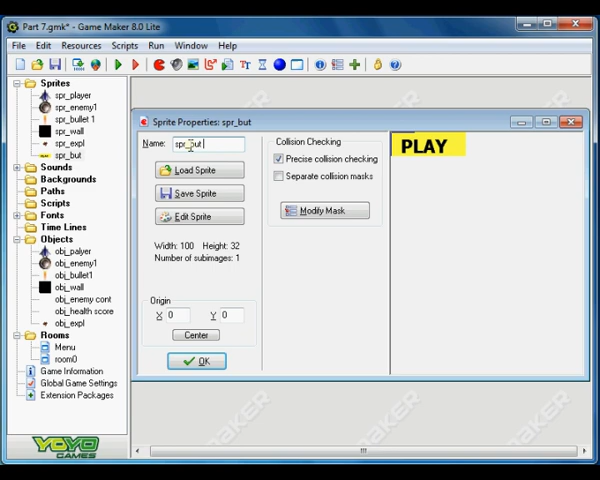 Part 7.gmk* - Game Maker 8.0 Lite
File Edit Resources Scripts Run Window Help
Sprites
spr_player
spr_enemy1
spr_bullet 1
spr_wall
spr_expl
spr_but
Sounds
Backgrounds
Paths
Scripts
Fonts
Time Lines
Objects
obj_palyer
obj_enemy1
obj_bullet1
obj_wall
obj_enemy cont
obj_health score
obj_expl
Rooms
Menu
room0
Game Information
Global Game Settings
Extension Packages
YOYO
GAMES
Sprite Properties: spr_but
Name: spr_but
Load Sprite
Save Sprite
Edit Sprite
Width: 100 Height: 32
Number of subimages: 1
Origin
X 0 Y 0
Center
OK
Collision Checking
Precise collision checking
Separate collision masks
Modify Mask
PLAY